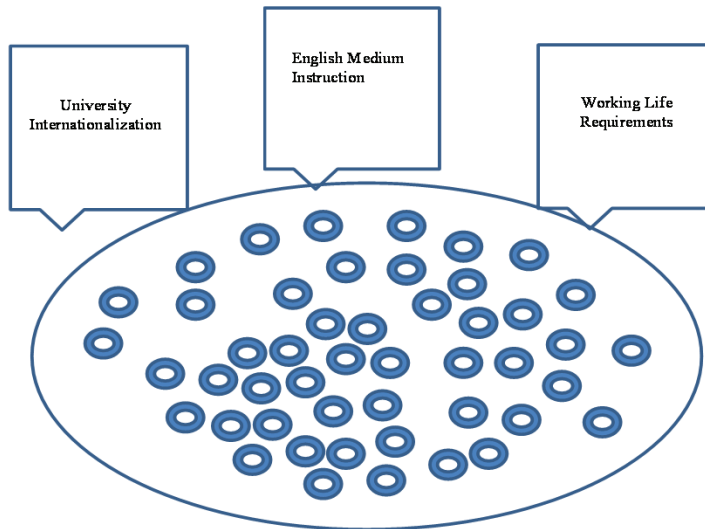 University
Internationalization
English Medium
Instruction
Working Life
Requirements